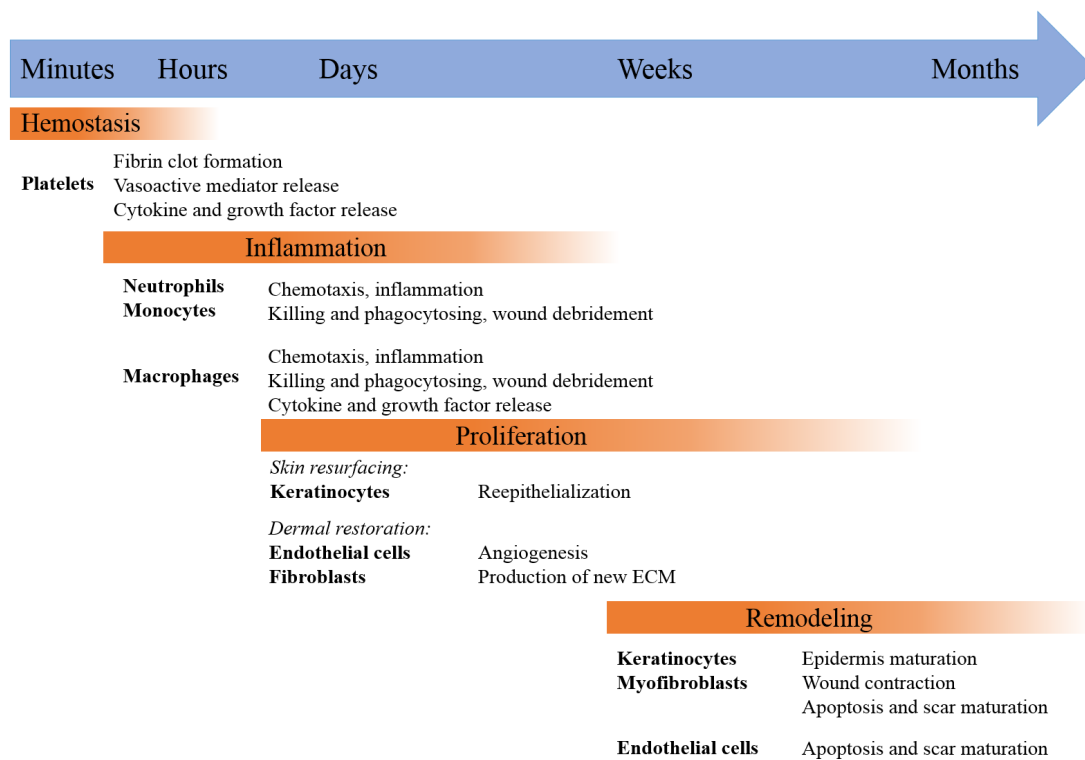 Minutes Hours Days Weeks Months
Hemostasis
Fibrin clot formation
Platelets Vasoactive mediator release
Cytokine and growth factor release
Inflammation
Neutrophils Chemotaxis, inflammation
Monocytes Killing and phagocytosing, wound debridement
Chemotaxis, inflammation
Macrophages Killing and phagocytosing, wound debridement
Cytokine and growth factor release
Proliferation
Skin resurfacing:
Keratinocytes Reepithelialization
Dermal restoration:
Endothelial cells Angiogenesis
Fibroblasts Production of new ECM
Remodeling
Keratinocytes Epidermis maturation
Myofibroblasts Wound contraction
Apoptosis and scar maturation
Endothelial cells Apoptosis and scar maturation